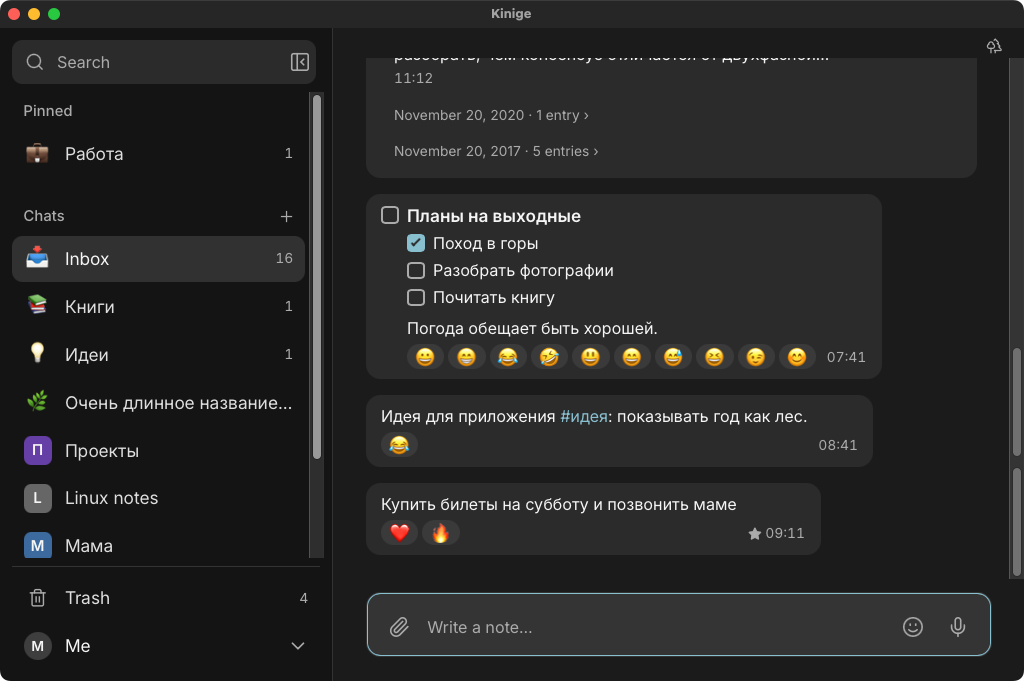 Kinige
Search
Pinned
Работа 1
Chats
Inbox 16
Книги 1
Идеи 1
Очень длинное название...
П Проекты
L Linux notes
M Мама
Trash 4
M Me
11:12
November 20, 2020 · 1 entry ›
November 20, 2017 · 5 entries ›
Планы на выходные
Поход в горы
Разобрать фотографии
Почитать книгу
Погода обещает быть хорошей.
07:41
Идея для приложения #идея: показывать год как лес.
08:41
Купить билеты на субботу и позвонить маме
09:11
Write a note...